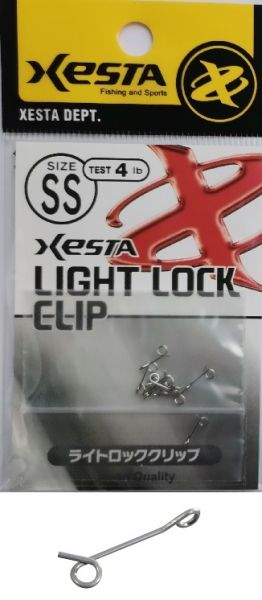 XESTA
Fishing and Sports
XESTA DEPT.
SIZE
SS
TEST 4 lb
XESTA
LIGHT LOCK
CLIP
ライトロッククリップ
Quality